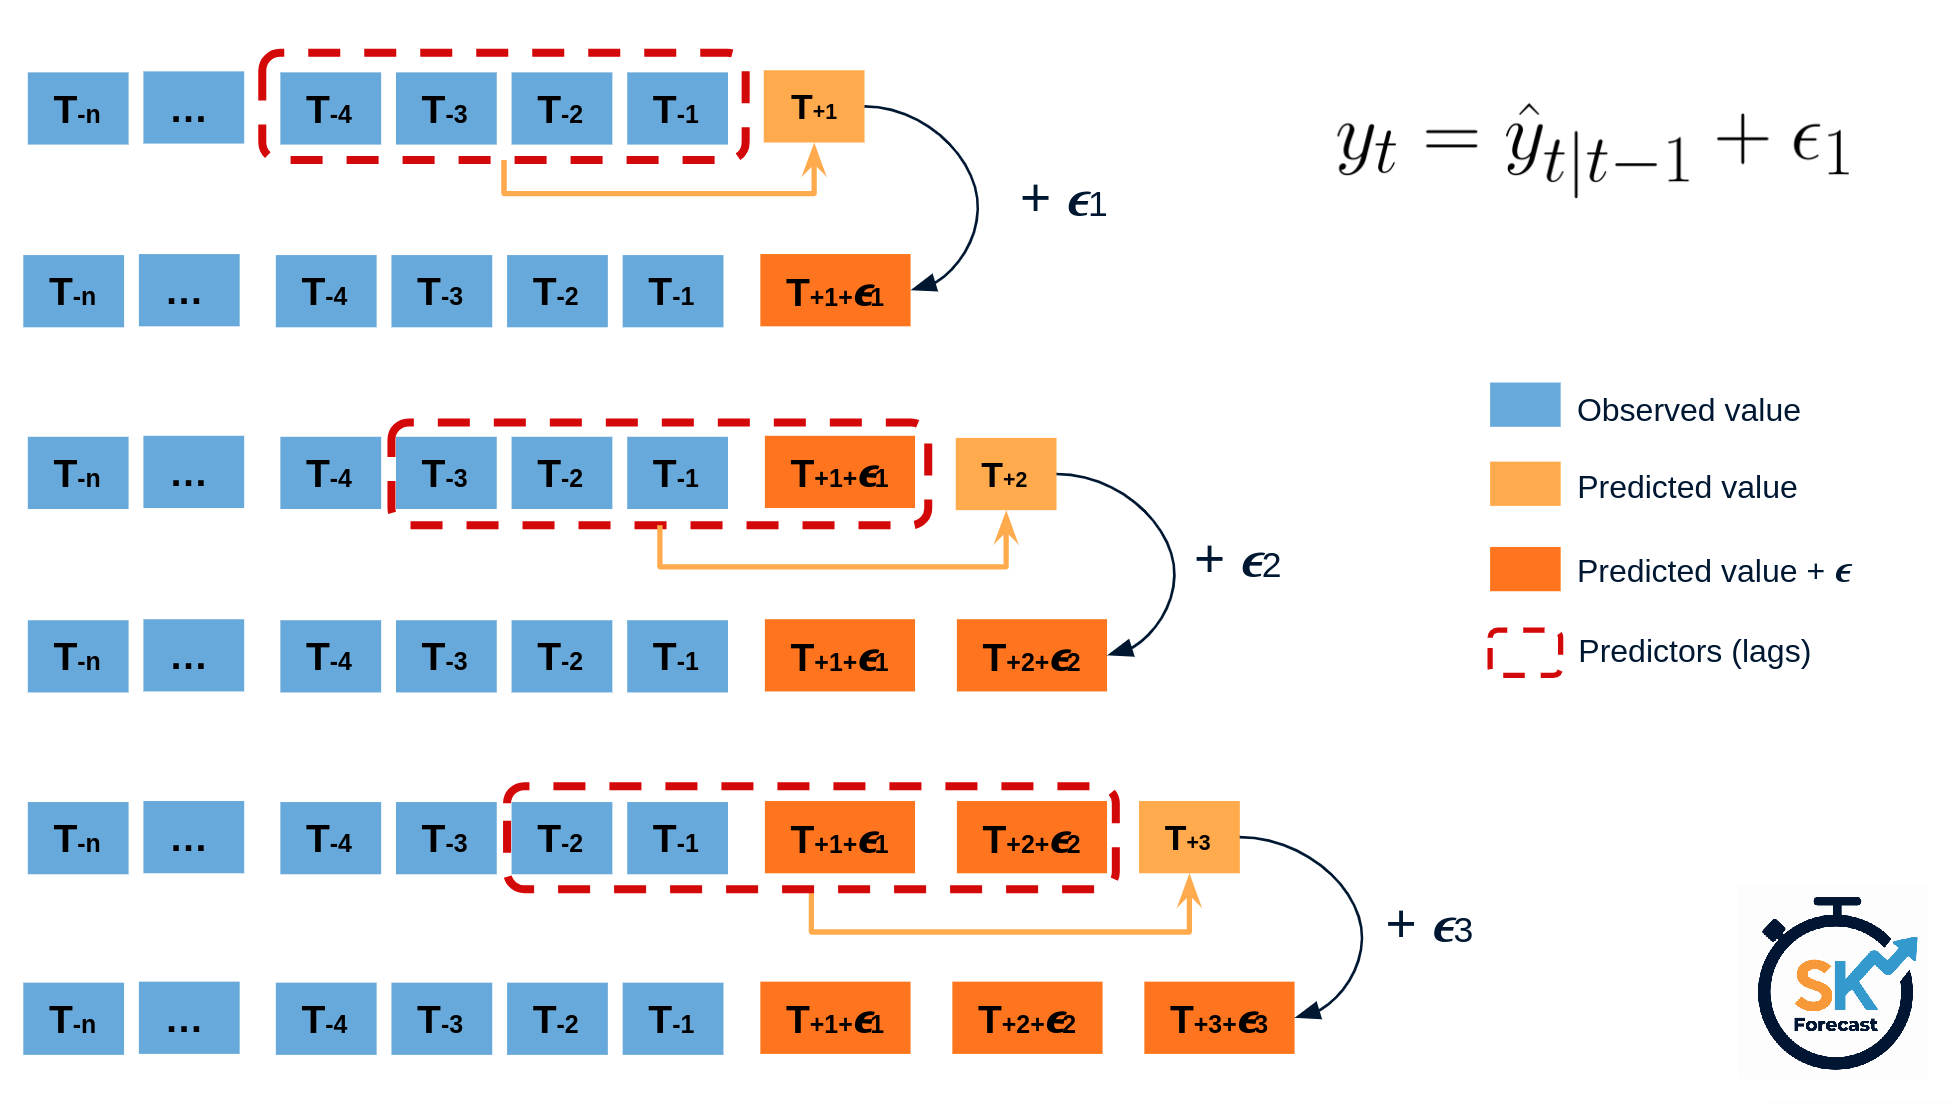 T-n ... T-4 T-3 T-2 T-1 T+1
y_t = ŷ_{t|t-1} + ϵ_1
+ ϵ1
T-n ... T-4 T-3 T-2 T-1 T+1+ϵ1
Observed value
T-n ... T-4 T-3 T-2 T-1 T+1+ϵ1 T+2
Predicted value
+ ϵ2
Predicted value + ϵ
T-n ... T-4 T-3 T-2 T-1 T+1+ϵ1 T+2+ϵ2
Predictors (lags)
T-n ... T-4 T-3 T-2 T-1 T+1+ϵ1 T+2+ϵ2 T+3
+ ϵ3
T-n ... T-4 T-3 T-2 T-1 T+1+ϵ1 T+2+ϵ2 T+3+ϵ3
SK
Forecast